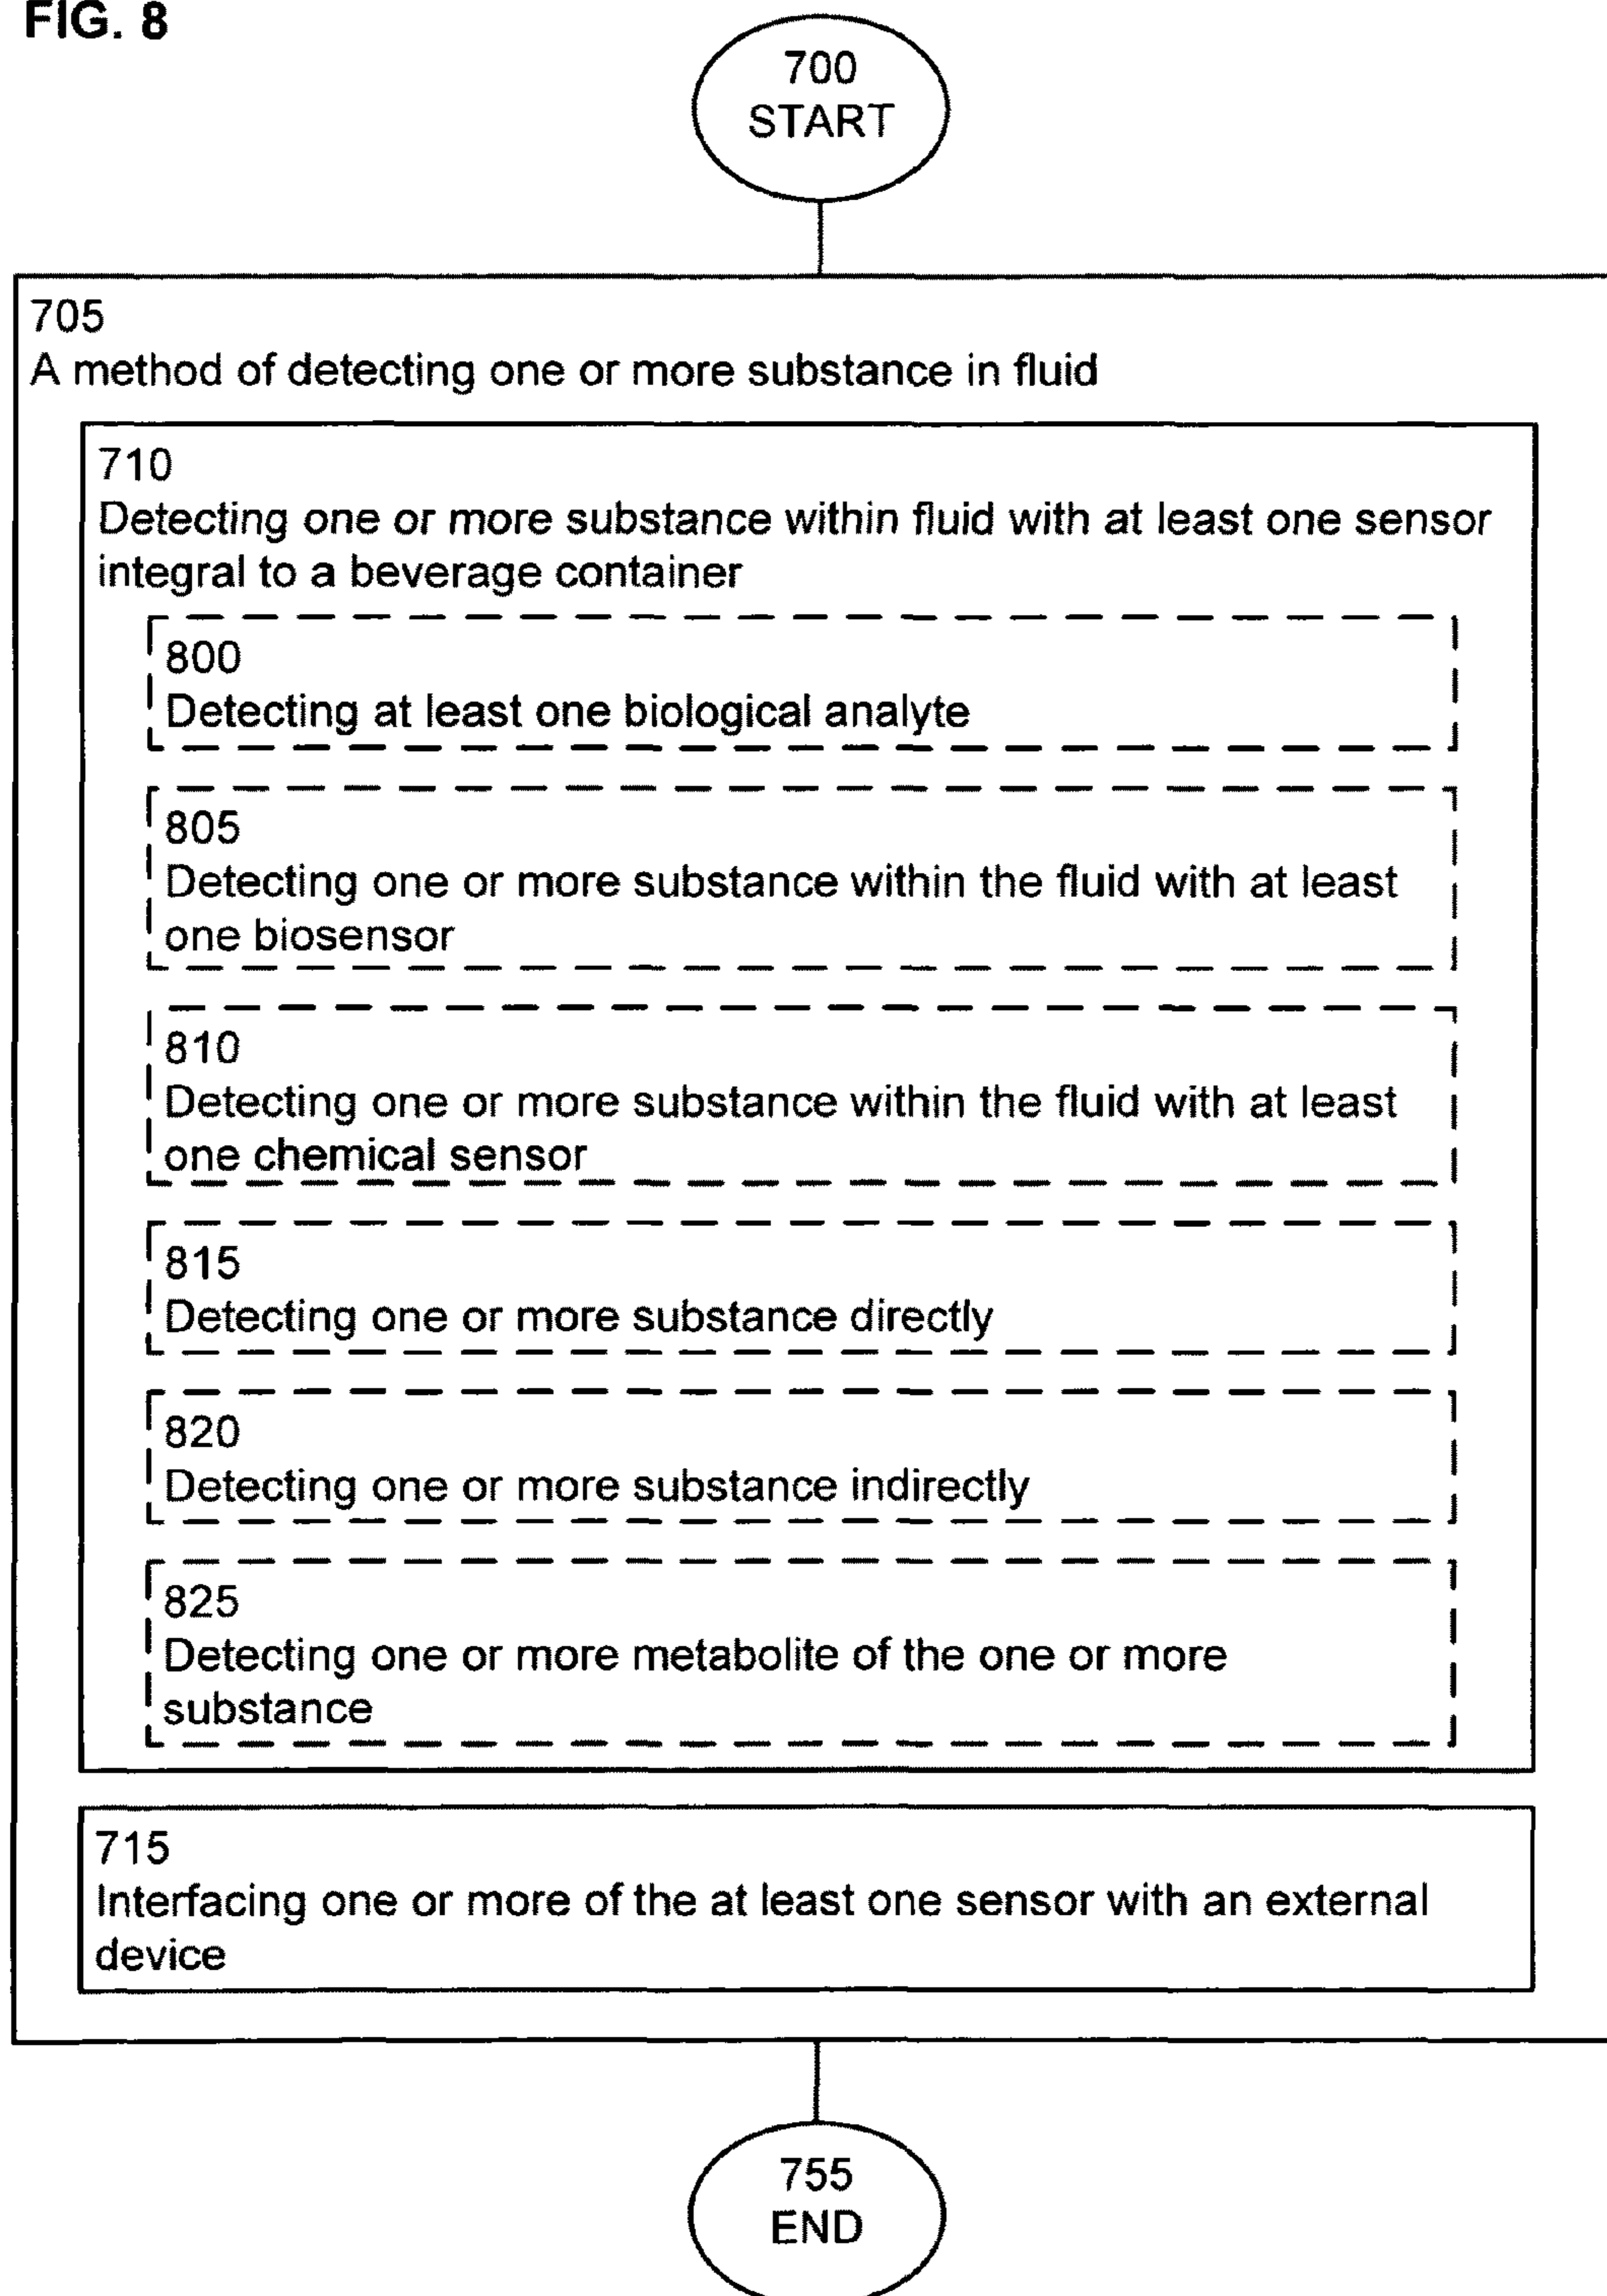 FIG. 8
700
START
705
A method of detecting one or more substance in fluid
710
Detecting one or more substance within fluid with at least one sensor
integral to a beverage container
800
Detecting at least one biological analyte
805
Detecting one or more substance within the fluid with at least
one biosensor
810
Detecting one or more substance within the fluid with at least
one chemical sensor
815
Detecting one or more substance directly
820
Detecting one or more substance indirectly
825
Detecting one or more metabolite of the one or more
substance
715
Interfacing one or more of the at least one sensor with an external
device
755
END